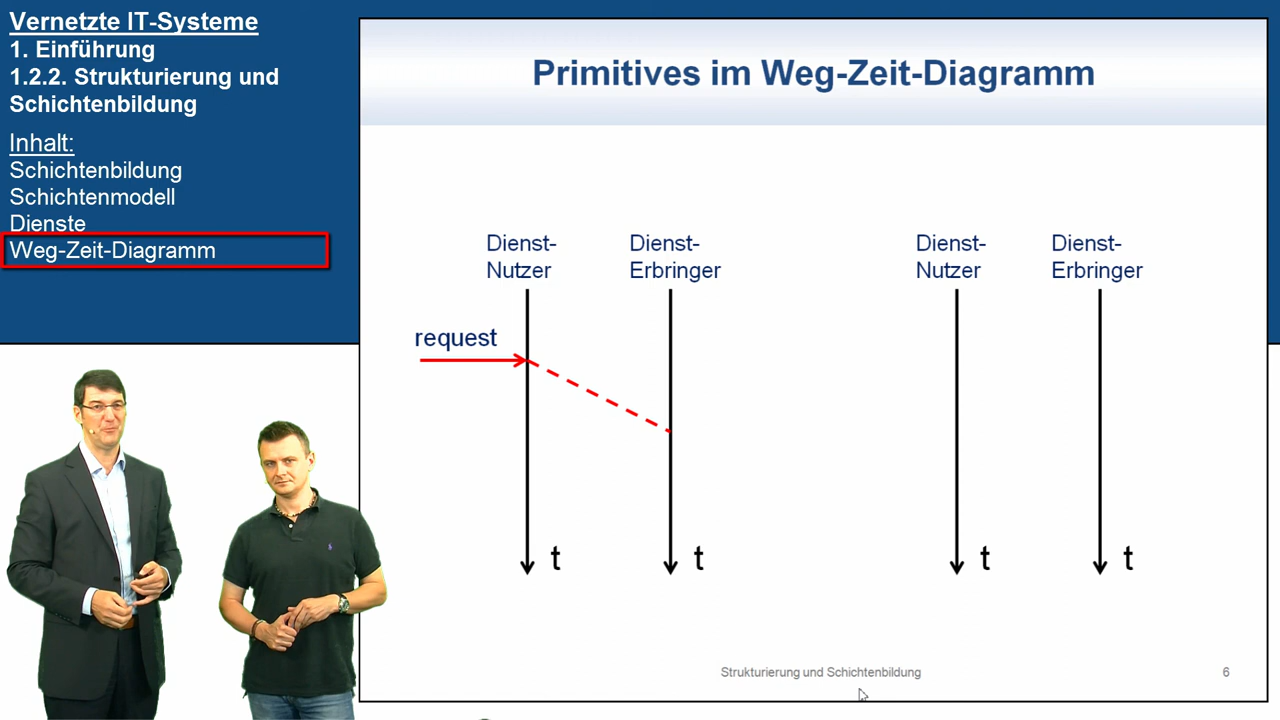 Vernetzte IT-Systeme
1. Einführung
1.2.2. Strukturierung und
Schichtenbildung
Inhalt:
Schichtenbildung
Schichtenmodell
Dienste
Weg-Zeit-Diagramm
Primitives im Weg-Zeit-Diagramm
Dienst-
Nutzer
Dienst-
Erbringer
Dienst-
Nutzer
Dienst-
Erbringer
request
t
t
t
t
Strukturierung und Schichtenbildung
6